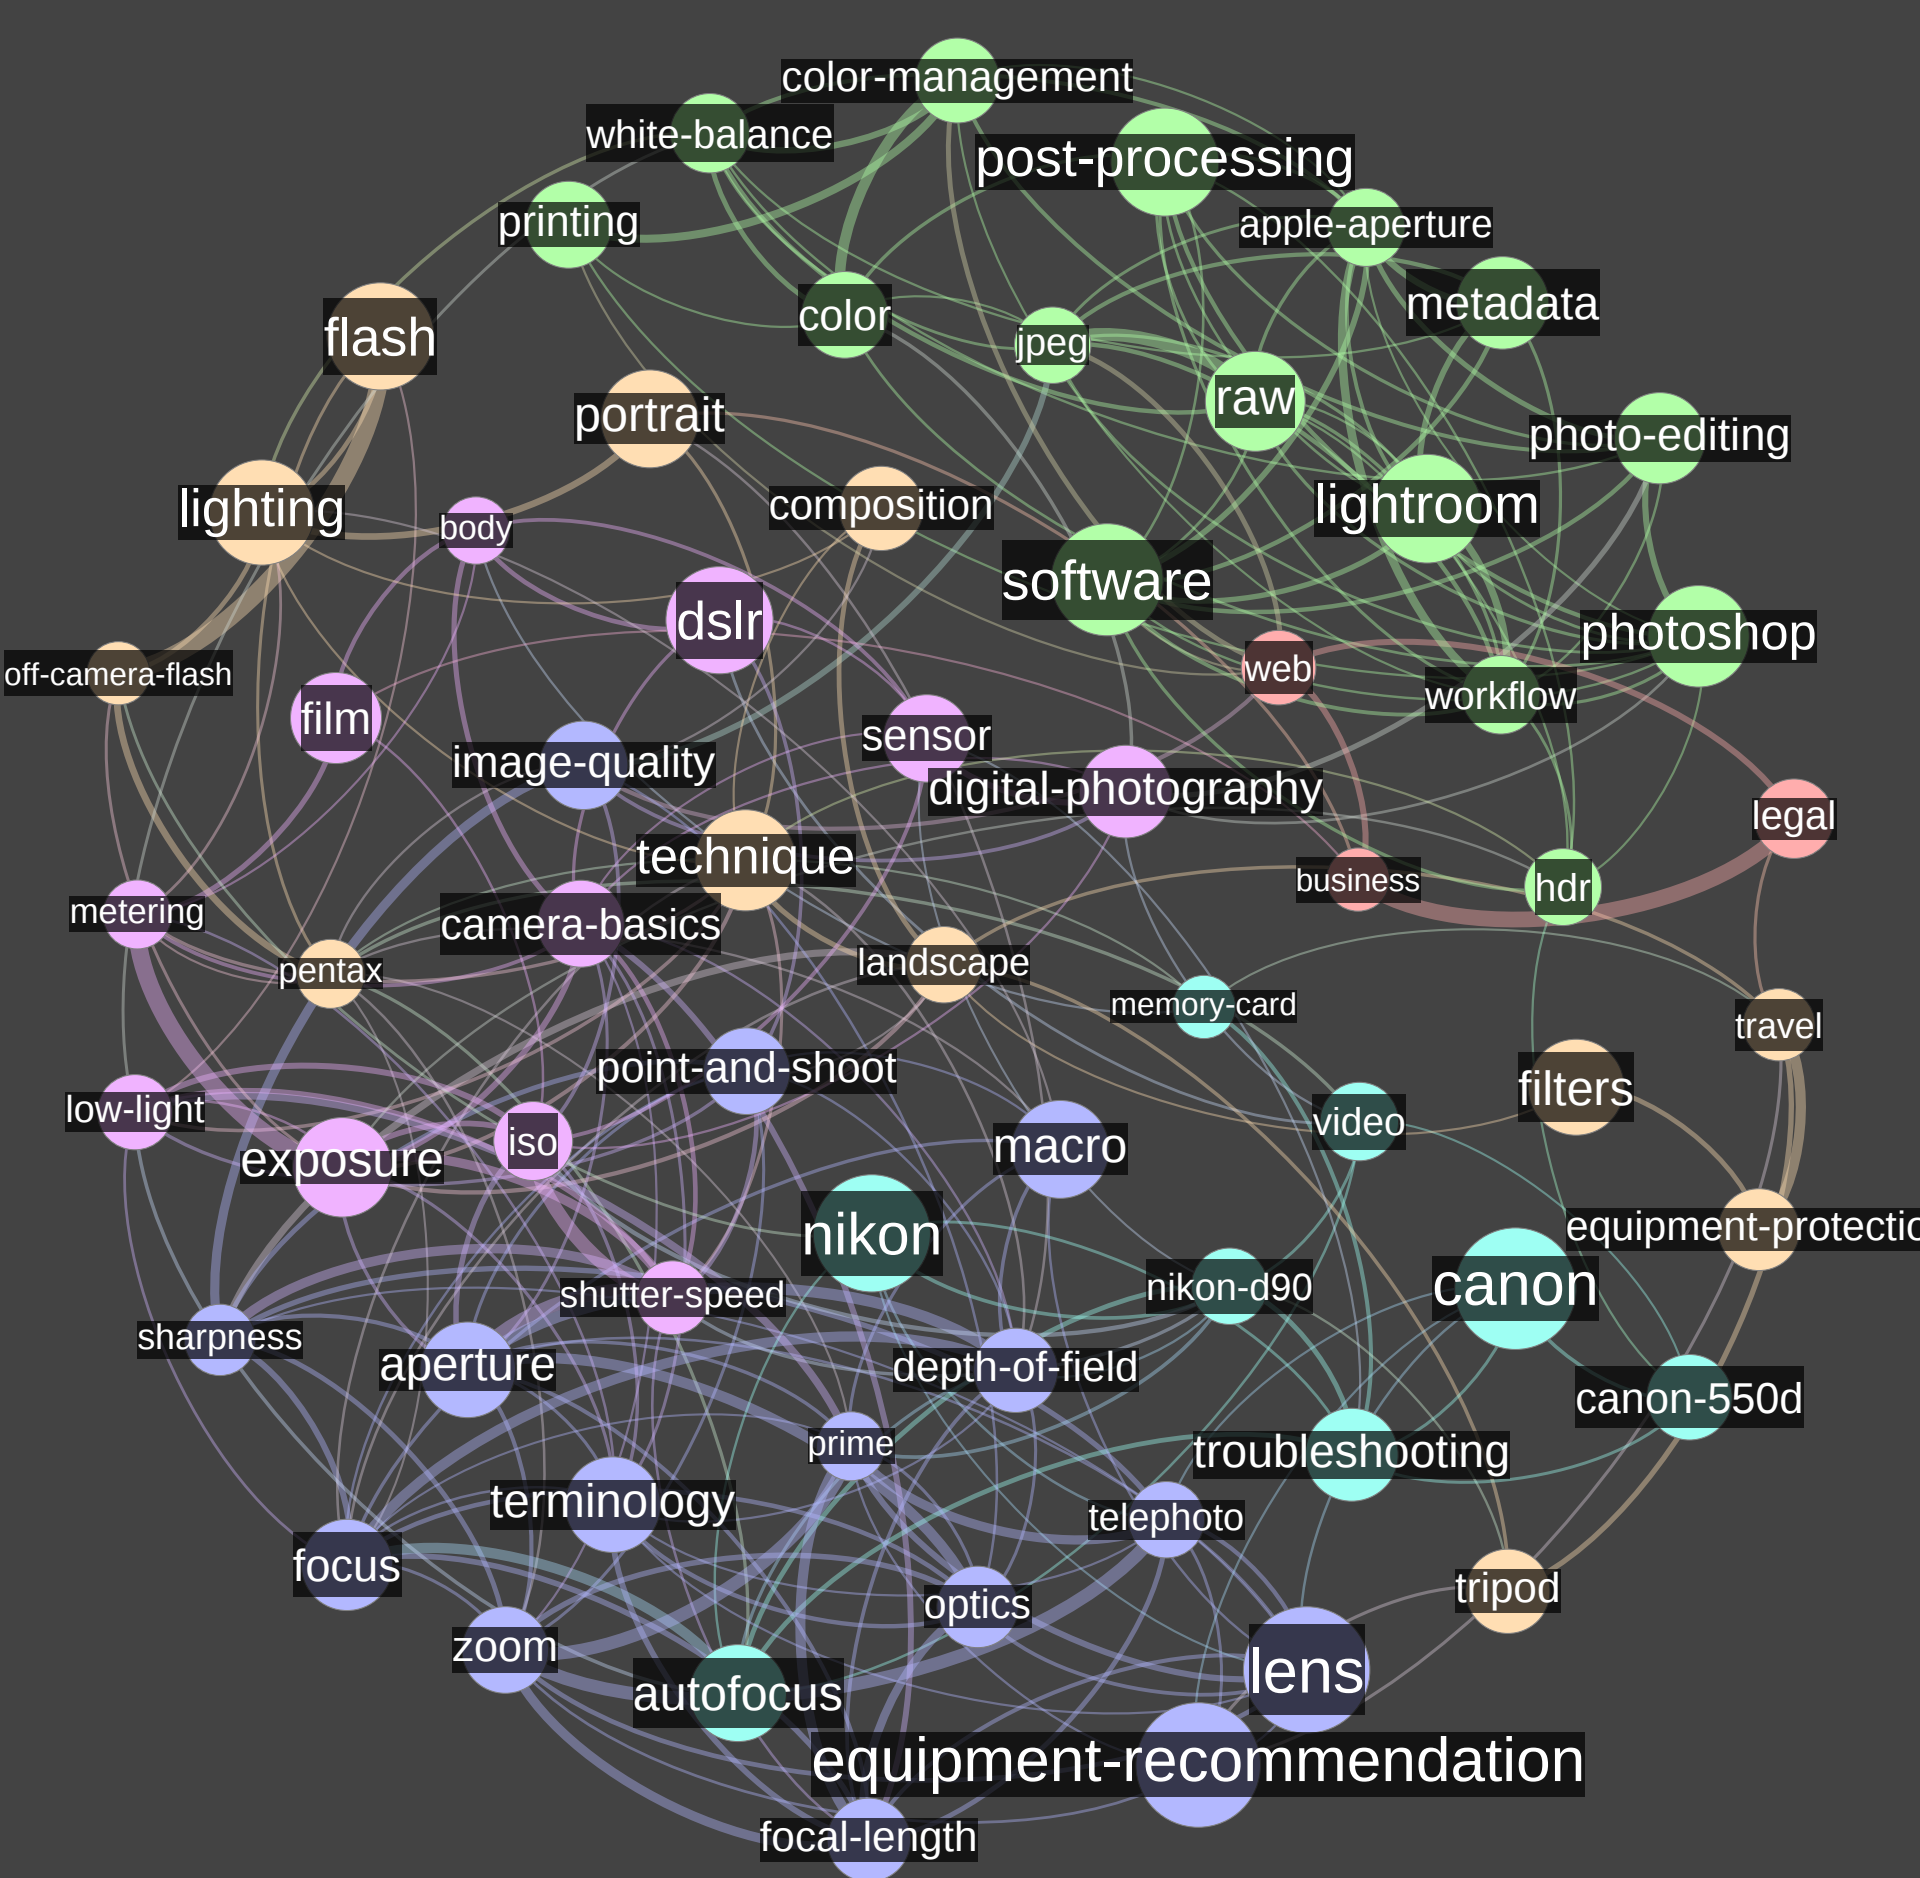 color-management
white-balance
post-processing
printing
apple-aperture
metadata
flash
color
jpeg
raw
portrait
photo-editing
lighting
body
composition
lightroom
software
dslr
photoshop
off-camera-flash
film
web
workflow
image-quality
sensor
digital-photography
legal
technique
business
hdr
metering
camera-basics
pentax
landscape
memory-card
travel
low-light
point-and-shoot
filters
exposure
iso
macro
video
nikon
equipment-protectio
shutter-speed
nikon-d90
canon
sharpness
aperture
depth-of-field
canon-550d
prime
troubleshooting
terminology
telephoto
focus
optics
tripod
zoom
autofocus
lens
equipment-recommendation
focal-length